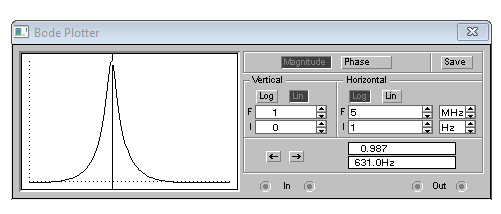 Bode Plotter
Magnitude Phase Save
Vertical Horizontal
Log Lin Log Lin
F 1 F 5 MHz
I 0 I 1 Hz
← → 0.987
631.0Hz
In Out